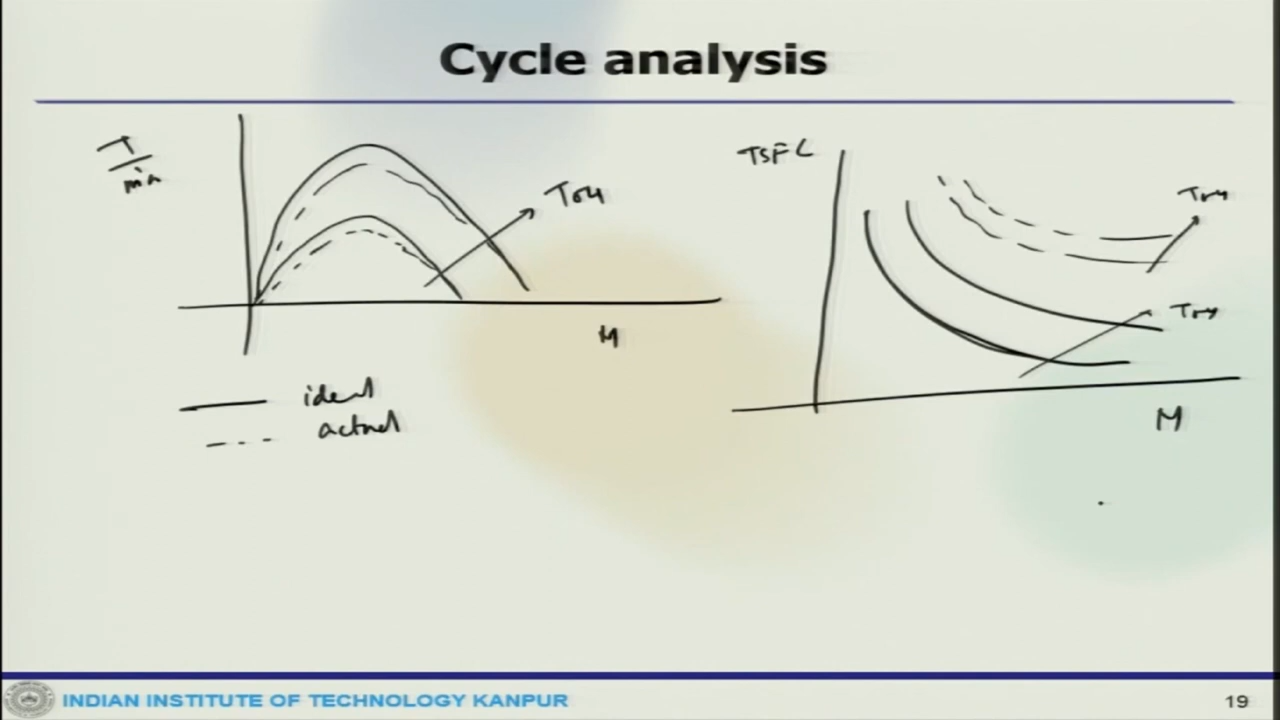 Cycle analysis
T
ṁa
T04
M
ideal
actual
TSFC
T04
T04
M
INDIAN INSTITUTE OF TECHNOLOGY KANPUR
19